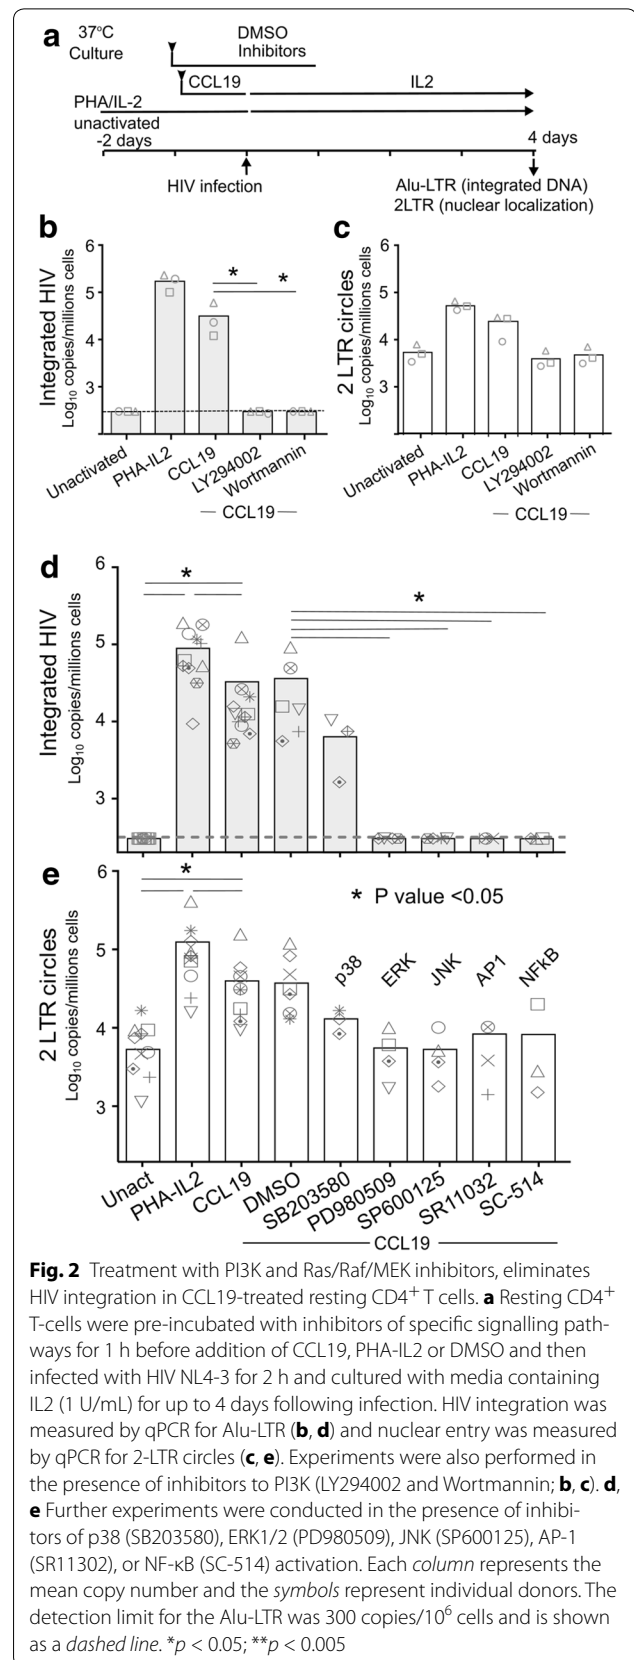 a
37°C
Culture
DMSO
Inhibitors
CCL19
IL2
PHA/IL-2
unactivated
-2 days
4 days
HIV infection
Alu-LTR (integrated DNA)
2LTR (nuclear localization)
b
Integrated HIV
Log10 copies/millions cells
6
5
4
3
* *
Unactivated
PHA-IL2
CCL19
LY294002
Wortmannin
CCL19
c
2 LTR circles
Log10 copies/millions cells
6
5
4
3
Unactivated
PHA-IL2
CCL19
LY294002
Wortmannin
CCL19
d
Integrated HIV
Log10 copies/millions cells
6
5
4
3
*
*
e
2 LTR circles
Log10 copies/millions cells
6
5
4
3
*
* P value <0.05
p38
ERK
JNK
AP1
NFkB
Unact
PHA-IL2
CCL19
DMSO
SB203580
PD980509
SP600125
SR11032
SC-514
CCL19
Fig. 2 Treatment with PI3K and Ras/Raf/MEK inhibitors, eliminates
HIV integration in CCL19-treated resting CD4+ T cells. a Resting CD4+
T-cells were pre-incubated with inhibitors of specific signalling path-
ways for 1 h before addition of CCL19, PHA-IL2 or DMSO and then
infected with HIV NL4-3 for 2 h and cultured with media containing
IL2 (1 U/mL) for up to 4 days following infection. HIV integration was
measured by qPCR for Alu-LTR (b, d) and nuclear entry was measured
by qPCR for 2-LTR circles (c, e). Experiments were also performed in
the presence of inhibitors to PI3K (LY294002 and Wortmannin; b, c). d,
e Further experiments were conducted in the presence of inhibi-
tors of p38 (SB203580), ERK1/2 (PD980509), JNK (SP600125), AP-1
(SR11302), or NF-κB (SC-514) activation. Each column represents the
mean copy number and the symbols represent individual donors. The
detection limit for the Alu-LTR was 300 copies/10^6 cells and is shown
as a dashed line. *p < 0.05; **p < 0.005